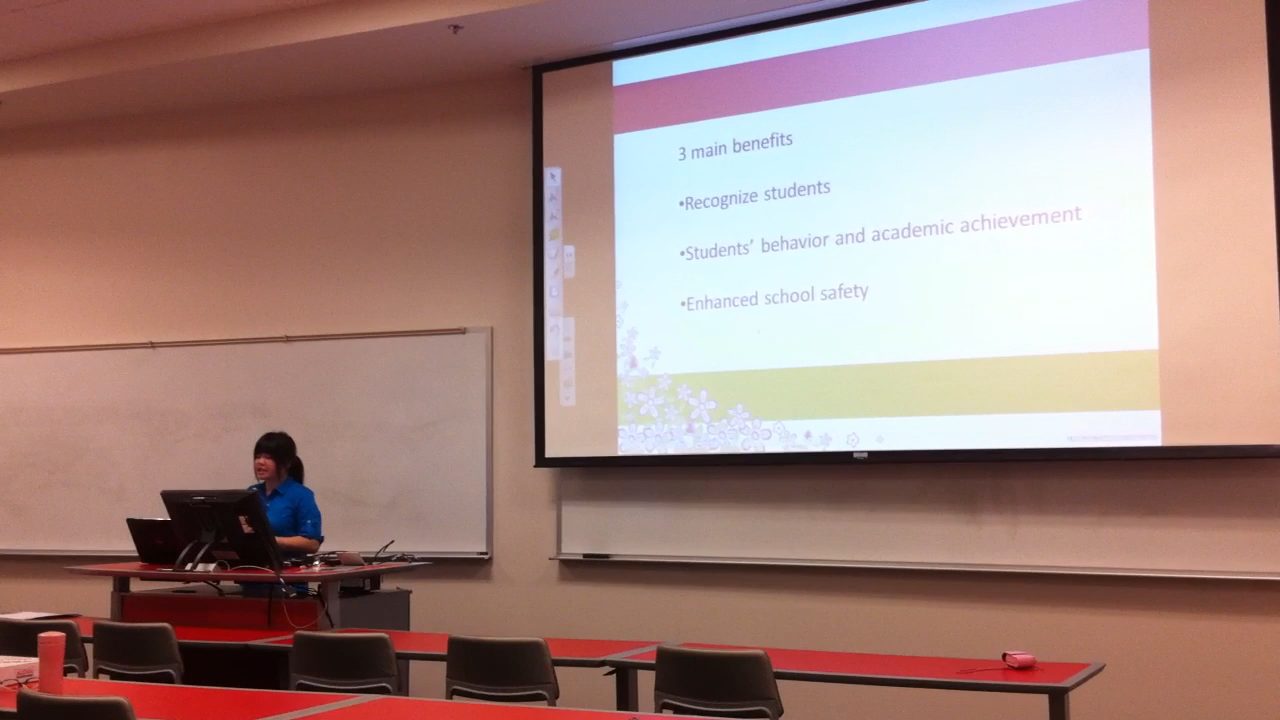 3 main benefits
•Recognize students
•Students' behavior and academic achievement
•Enhanced school safety